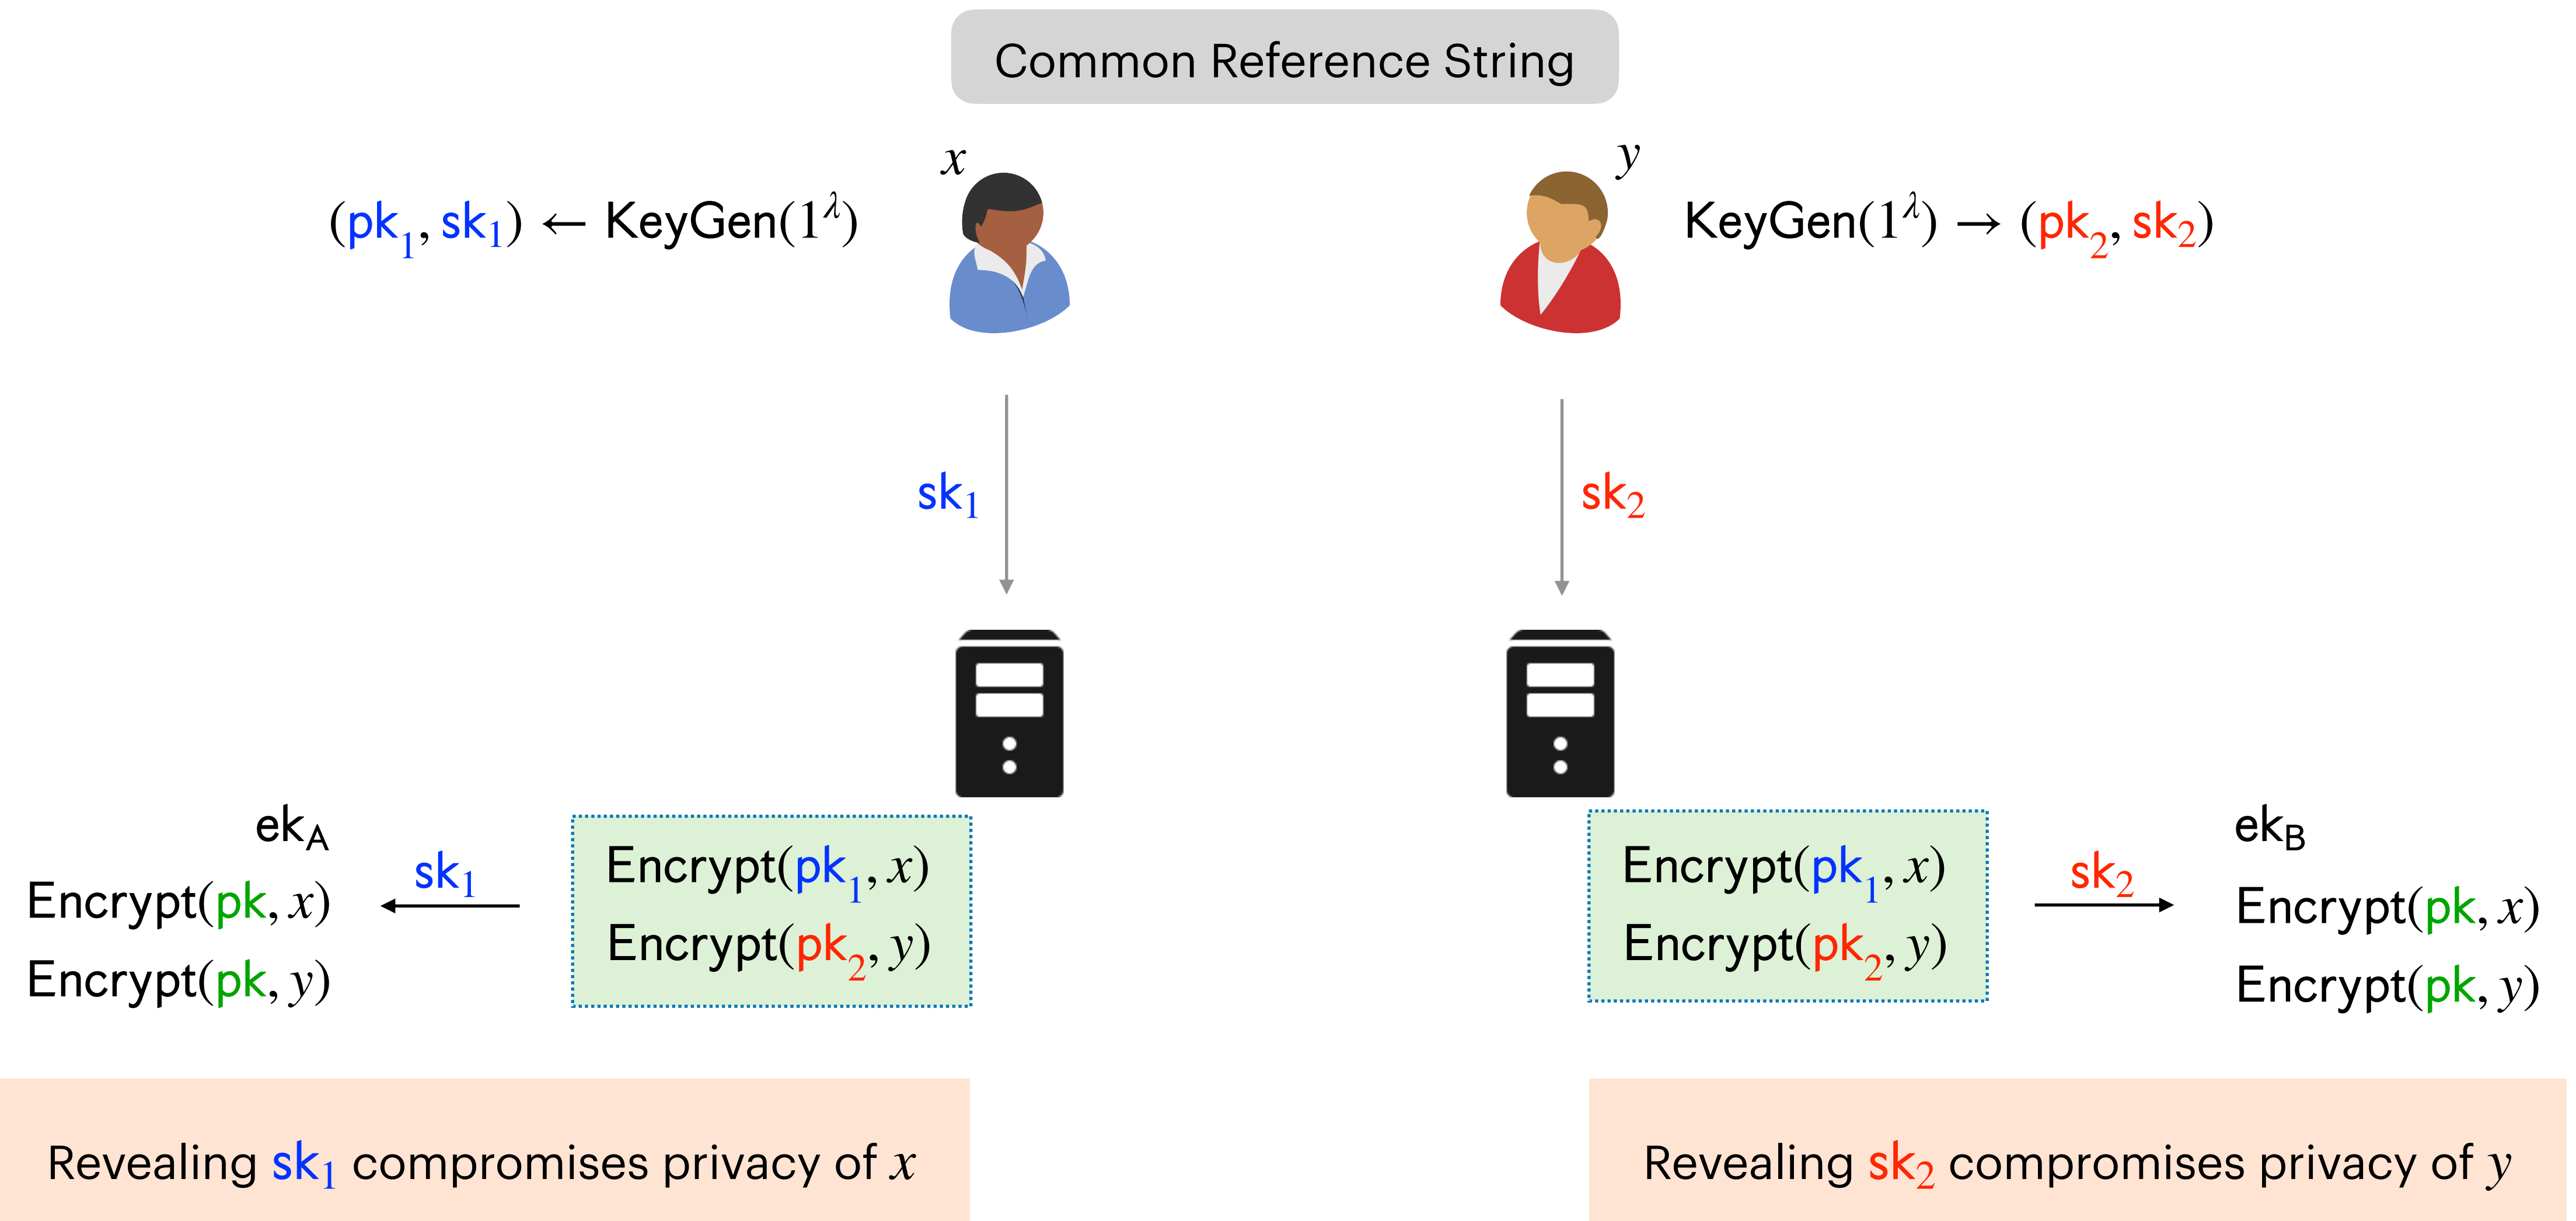 Common Reference String
x
y
(pk₁, sk₁) ← KeyGen(1^λ)
KeyGen(1^λ) → (pk₂, sk₂)
sk₁
sk₂
ek_A
sk₁
Encrypt(pk, x)
Encrypt(pk, y)
Encrypt(pk₁, x)
Encrypt(pk₂, y)
Encrypt(pk₁, x)
Encrypt(pk₂, y)
sk₂
ek_B
Encrypt(pk, x)
Encrypt(pk, y)
Revealing sk₁ compromises privacy of x
Revealing sk₂ compromises privacy of y